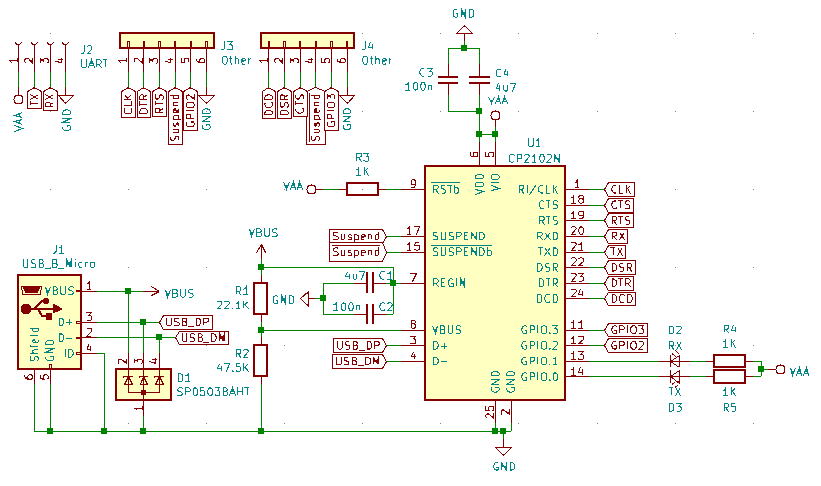 GND
J2
UART
1
2
3
4
VAA
TX
RX
GND
J3
Other
1
2
3
4
5
6
CLK
DTR
RTS
Suspend
GPIO2
GND
J4
Other
1
2
3
4
5
6
DCD
DSR
CTS
Suspend
GPIO3
GND
C3
100n
C4
4u7
VAA
U1
CP2102N
6
5
VDD
VIO
R3
1K
VAA
9
RSTb
Suspend
17
SUSPEND
Suspend
15
SUSPENDb
7
REGIN
8
VBUS
USB_DP
3
D+
USB_DN
4
D-
RI/CLK
1
CLK
CTS
18
CTS
RTS
19
RTS
RXD
20
RX
TXD
21
TX
DSR
22
DSR
DTR
23
DTR
DCD
24
DCD
GPIO.3
11
GPIO3
GPIO.2
12
GPIO2
GPIO.1
13
GPIO.0
14
GND
GND
25
2
GND
D2
RX
TX
D3
R4
1K
1K
R5
VAA
VBUS
R1
22.1K
GND
4u7
C1
100n
C2
R2
47.5K
J1
USB_B_Micro
VBUS
1
VBUS
D+
3
USB_DP
D-
2
USB_DN
ID
4
Shield
GND
6
5
2
3
4
1
D1
SP0503BAHT